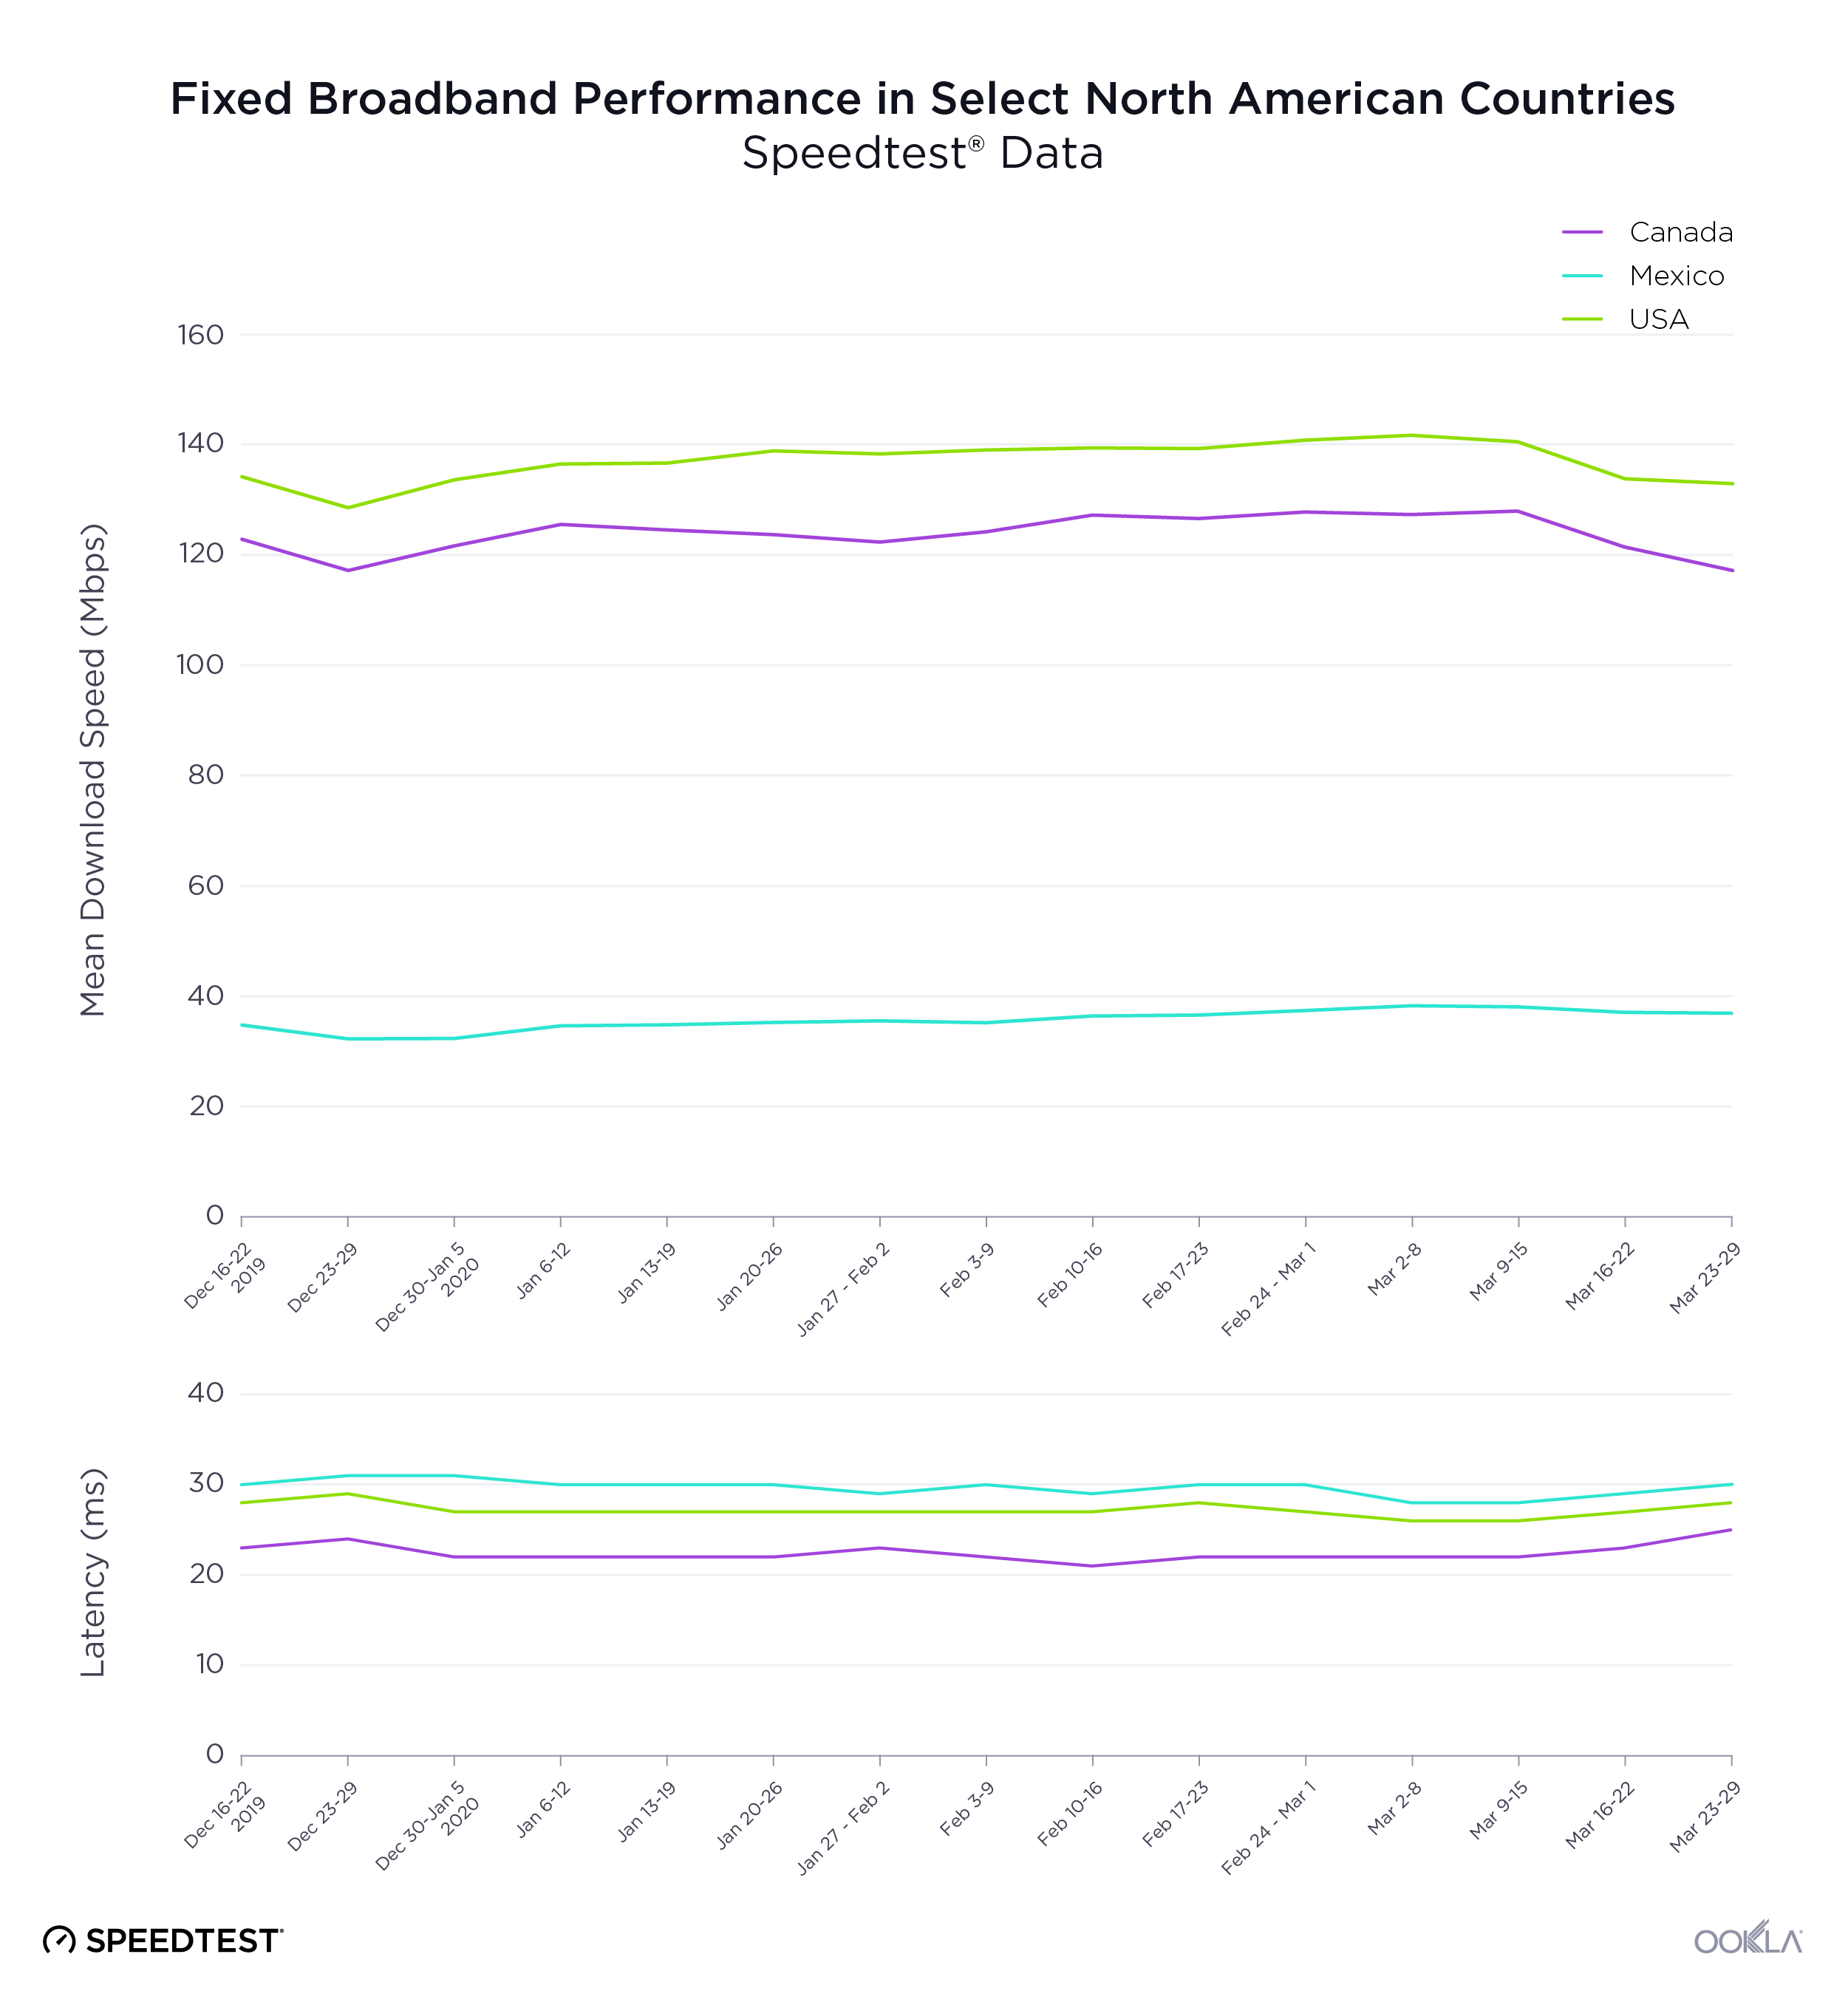 Fixed Broadband Performance in Select North American Countries
Speedtest® Data
Canada
Mexico
USA
Mean Download Speed (Mbps)
160
140
120
100
80
60
40
20
0
Dec 16-22
2019
Dec 23-29
Dec 30-Jan 5
2020
Jan 6-12
Jan 13-19
Jan 20-26
Jan 27 - Feb 2
Feb 3-9
Feb 10-16
Feb 17-23
Feb 24 - Mar 1
Mar 2-8
Mar 9-15
Mar 16-22
Mar 23-29
Latency (ms)
40
30
20
10
0
Dec 16-22
2019
Dec 23-29
Dec 30-Jan 5
2020
Jan 6-12
Jan 13-19
Jan 20-26
Jan 27 - Feb 2
Feb 3-9
Feb 10-16
Feb 17-23
Feb 24 - Mar 1
Mar 2-8
Mar 9-15
Mar 16-22
Mar 23-29
SPEEDTEST®
OOKLA®